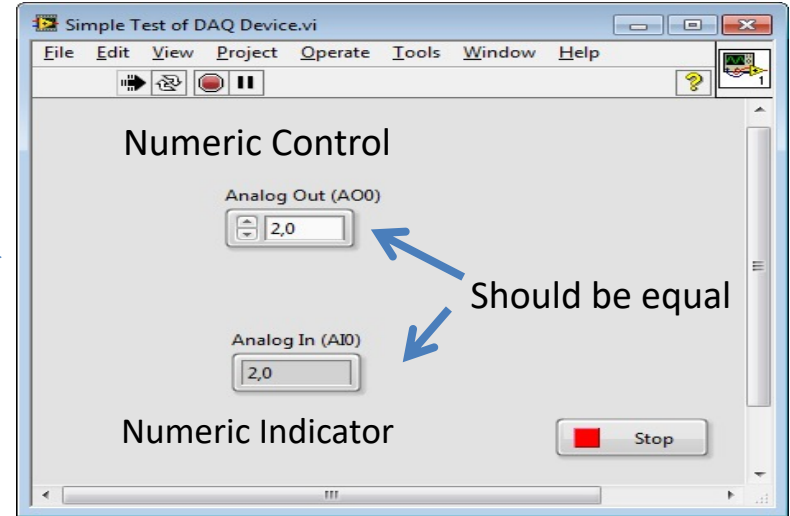 Simple Test of DAQ Device.vi
File Edit View Project Operate Tools Window Help
1
Numeric Control
Analog Out (AO0)
2,0
Should be equal
Analog In (AI0)
2,0
Numeric Indicator
Stop